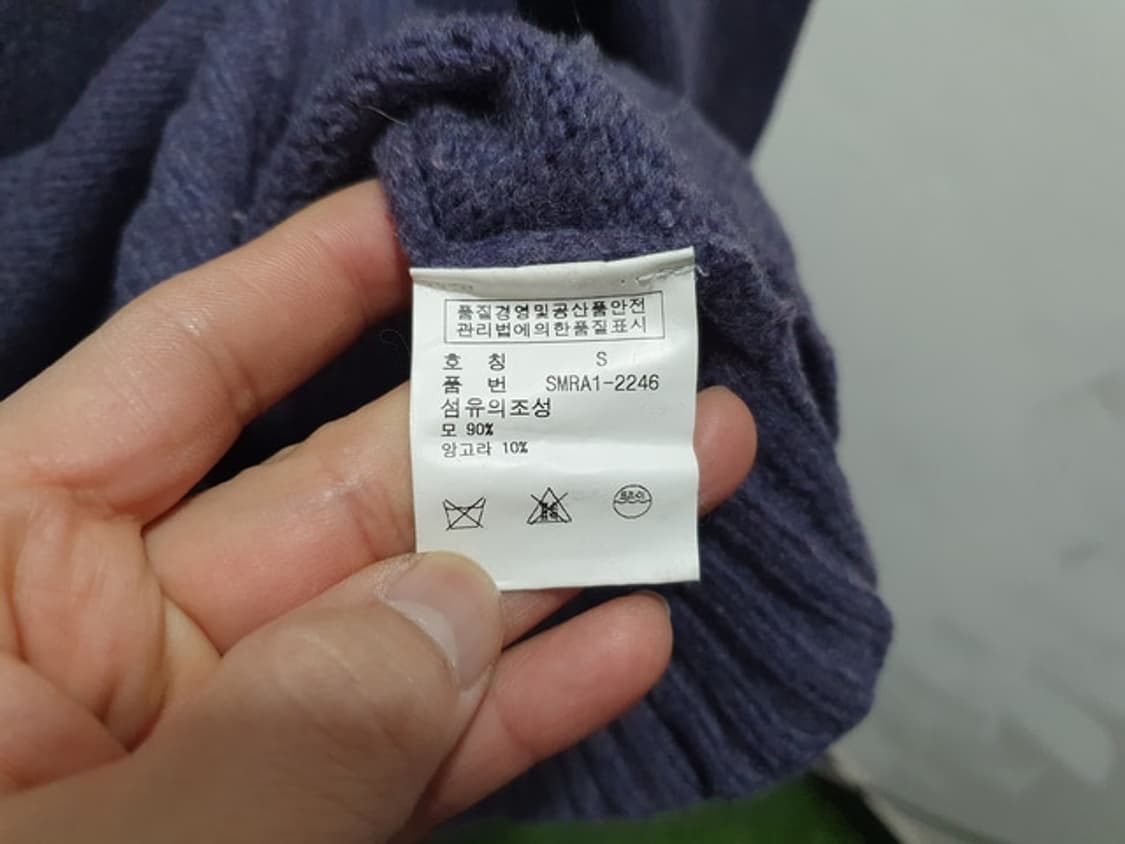 품질경영및공산품안전
관리법에의한품질표시
호 칭 S
품 번 SMRA1-2246
섬유의조성
모 90%
앙고라 10%